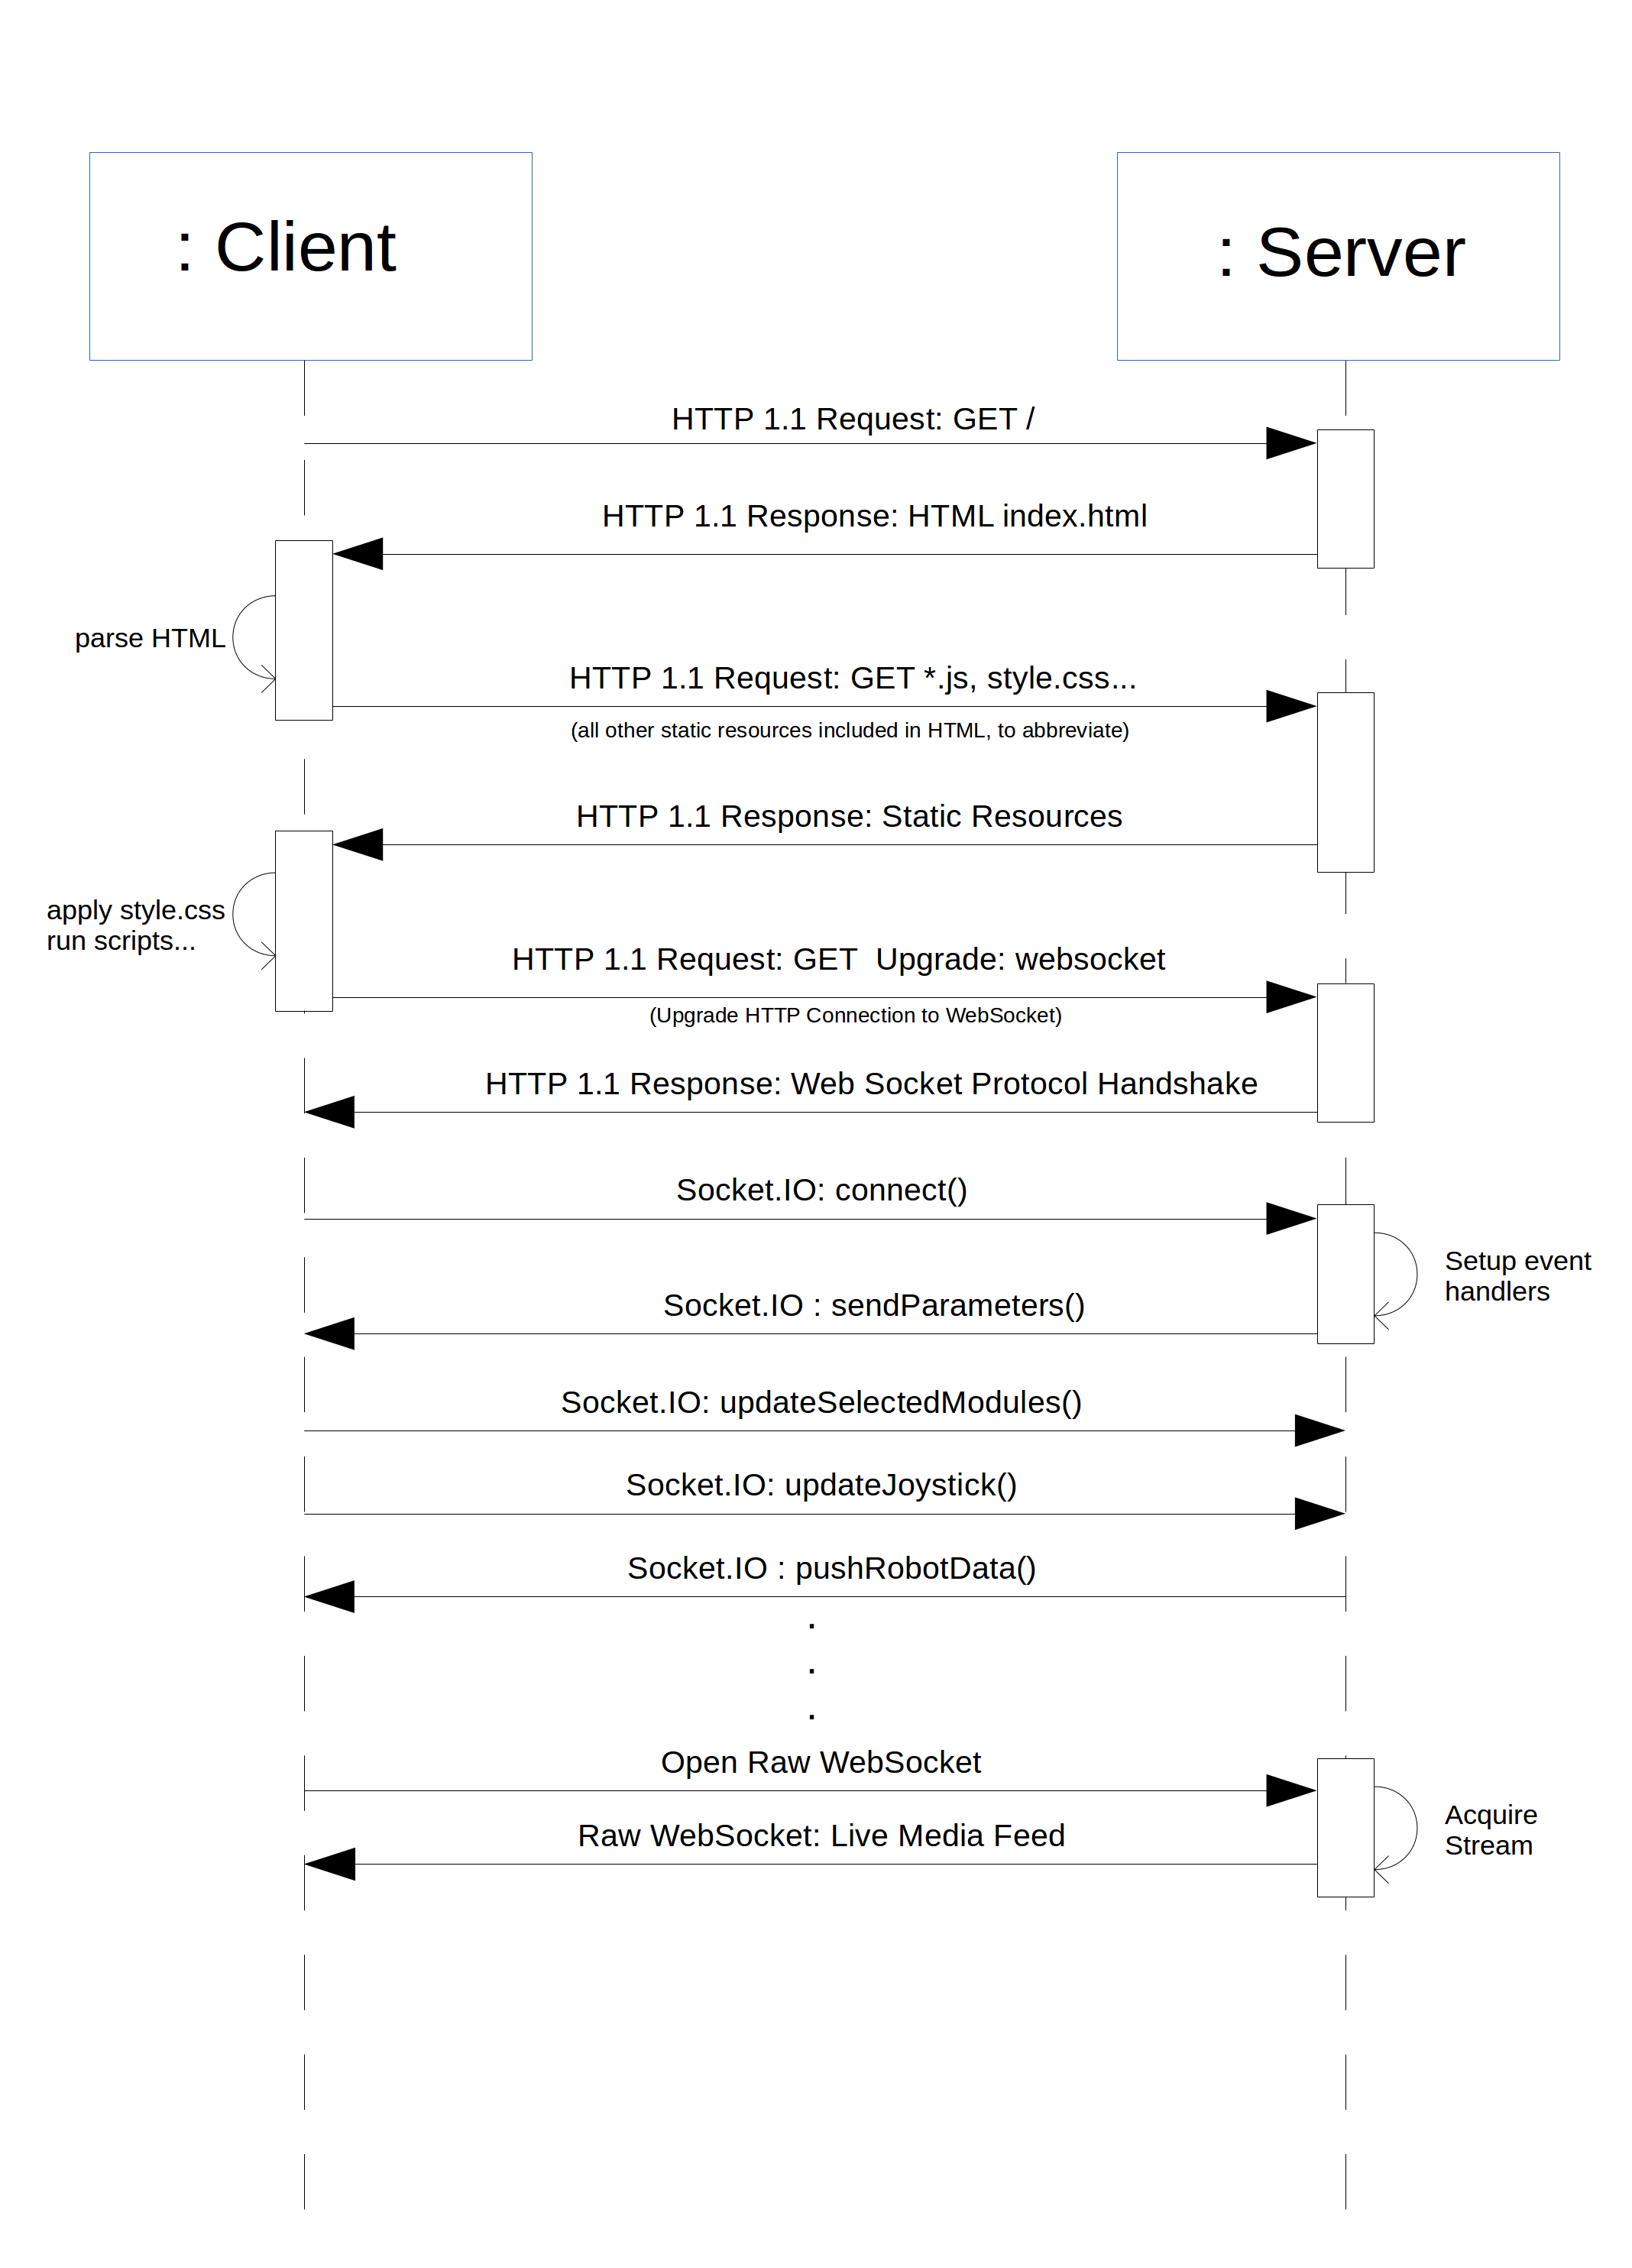 : Client
: Server
HTTP 1.1 Request: GET /
HTTP 1.1 Response: HTML index.html
parse HTML
HTTP 1.1 Request: GET *.js, style.css...
(all other static resources included in HTML, to abbreviate)
HTTP 1.1 Response: Static Resources
apply style.css
run scripts...
HTTP 1.1 Request: GET  Upgrade: websocket
(Upgrade HTTP Connection to WebSocket)
HTTP 1.1 Response: Web Socket Protocol Handshake
Socket.IO: connect()
Setup event
handlers
Socket.IO : sendParameters()
Socket.IO: updateSelectedModules()
Socket.IO: updateJoystick()
Socket.IO : pushRobotData()
.
.
.
Open Raw WebSocket
Acquire
Stream
Raw WebSocket: Live Media Feed